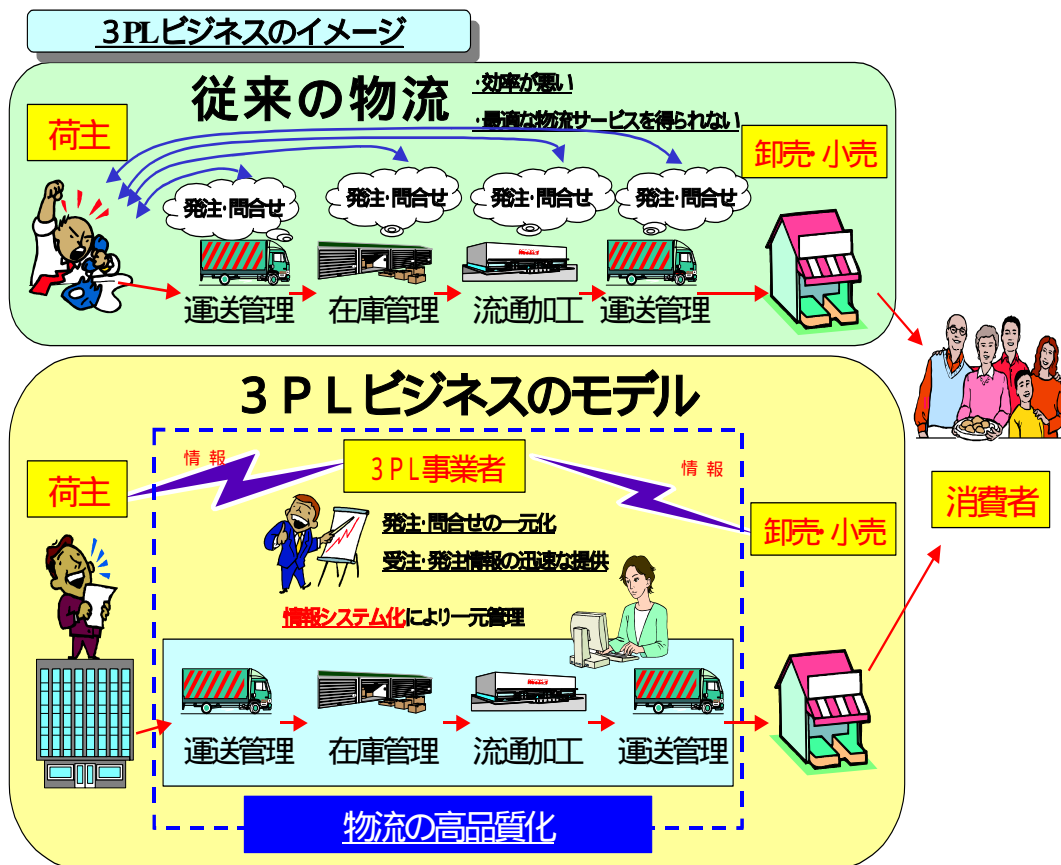 3PLビジネスのイメージ
従来の物流
・効率が悪い
・最適な物流サービスを得られない
荷主
卸売・小売
発注・問合せ
発注・問合せ
発注・問合せ
発注・問合せ
運送管理
在庫管理
流通加工
運送管理
3PLビジネスのモデル
情報
3PL事業者
情報
荷主
卸売・小売
消費者
発注・問合せの一元化
受注・発注情報の迅速な提供
情報システム化により一元管理
運送管理
在庫管理
流通加工
運送管理
物流の高品質化